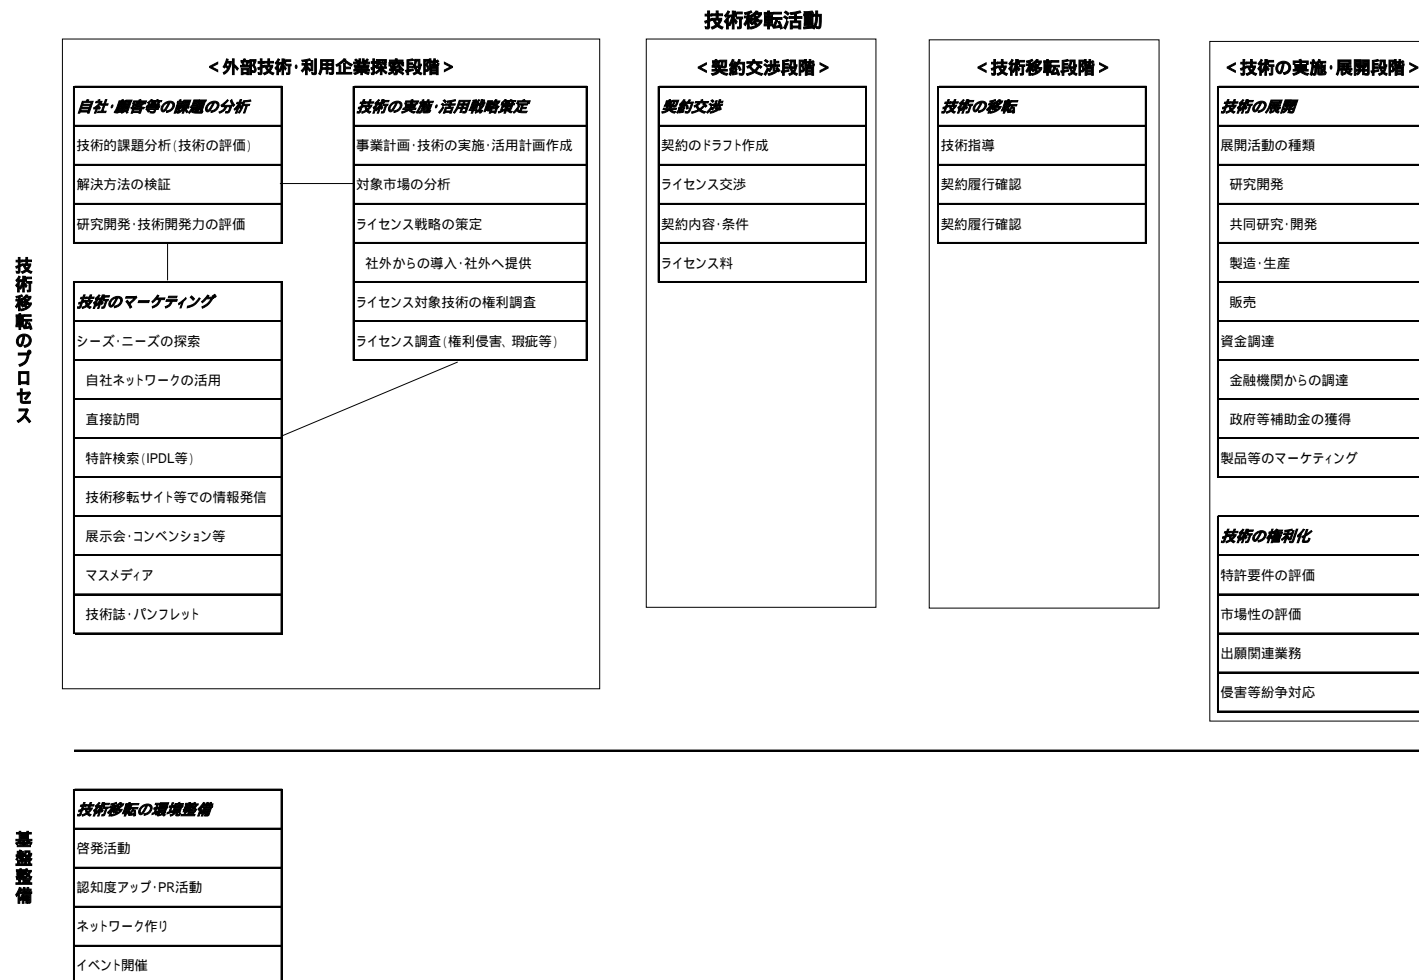 技術移転活動
技術移転のプロセス
＜外部技術・利用企業探索段階＞
自社・顧客等の課題の分析
技術的課題分析(技術の評価)
解決方法の検証
研究開発・技術開発力の評価
技術のマーケティング
シーズ・ニーズの探索
自社ネットワークの活用
直接訪問
特許検索(IPDL等)
技術移転サイト等での情報発信
展示会・コンベンション等
マスメディア
技術誌・パンフレット
技術の実施・活用戦略策定
事業計画・技術の実施・活用計画作成
対象市場の分析
ライセンス戦略の策定
社外からの導入・社外へ提供
ライセンス対象技術の権利調査
ライセンス調査(権利侵害、瑕疵等)
＜契約交渉段階＞
契約交渉
契約のドラフト作成
ライセンス交渉
契約内容・条件
ライセンス料
＜技術移転段階＞
技術の移転
技術指導
契約履行確認
契約履行確認
＜技術の実施・展開段階＞
技術の展開
展開活動の種類
研究開発
共同研究・開発
製造・生産
販売
資金調達
金融機関からの調達
政府等補助金の獲得
製品等のマーケティング
技術の権利化
特許要件の評価
市場性の評価
出願関連業務
侵害等紛争対応
基盤整備
技術移転の環境整備
啓発活動
認知度アップ・PR活動
ネットワーク作り
イベント開催